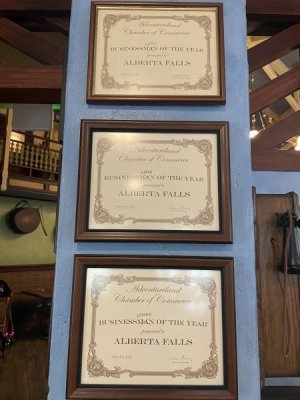 Adventureland
Chamber of Commerce
BUSINESSMAN OF THE YEAR
presented to
ALBERTA FALLS
Adventureland
Chamber of Commerce
BUSINESSMAN OF THE YEAR
presented to
ALBERTA FALLS
Adventureland
Chamber of Commerce
BUSINESSMAN OF THE YEAR
presented to
ALBERTA FALLS